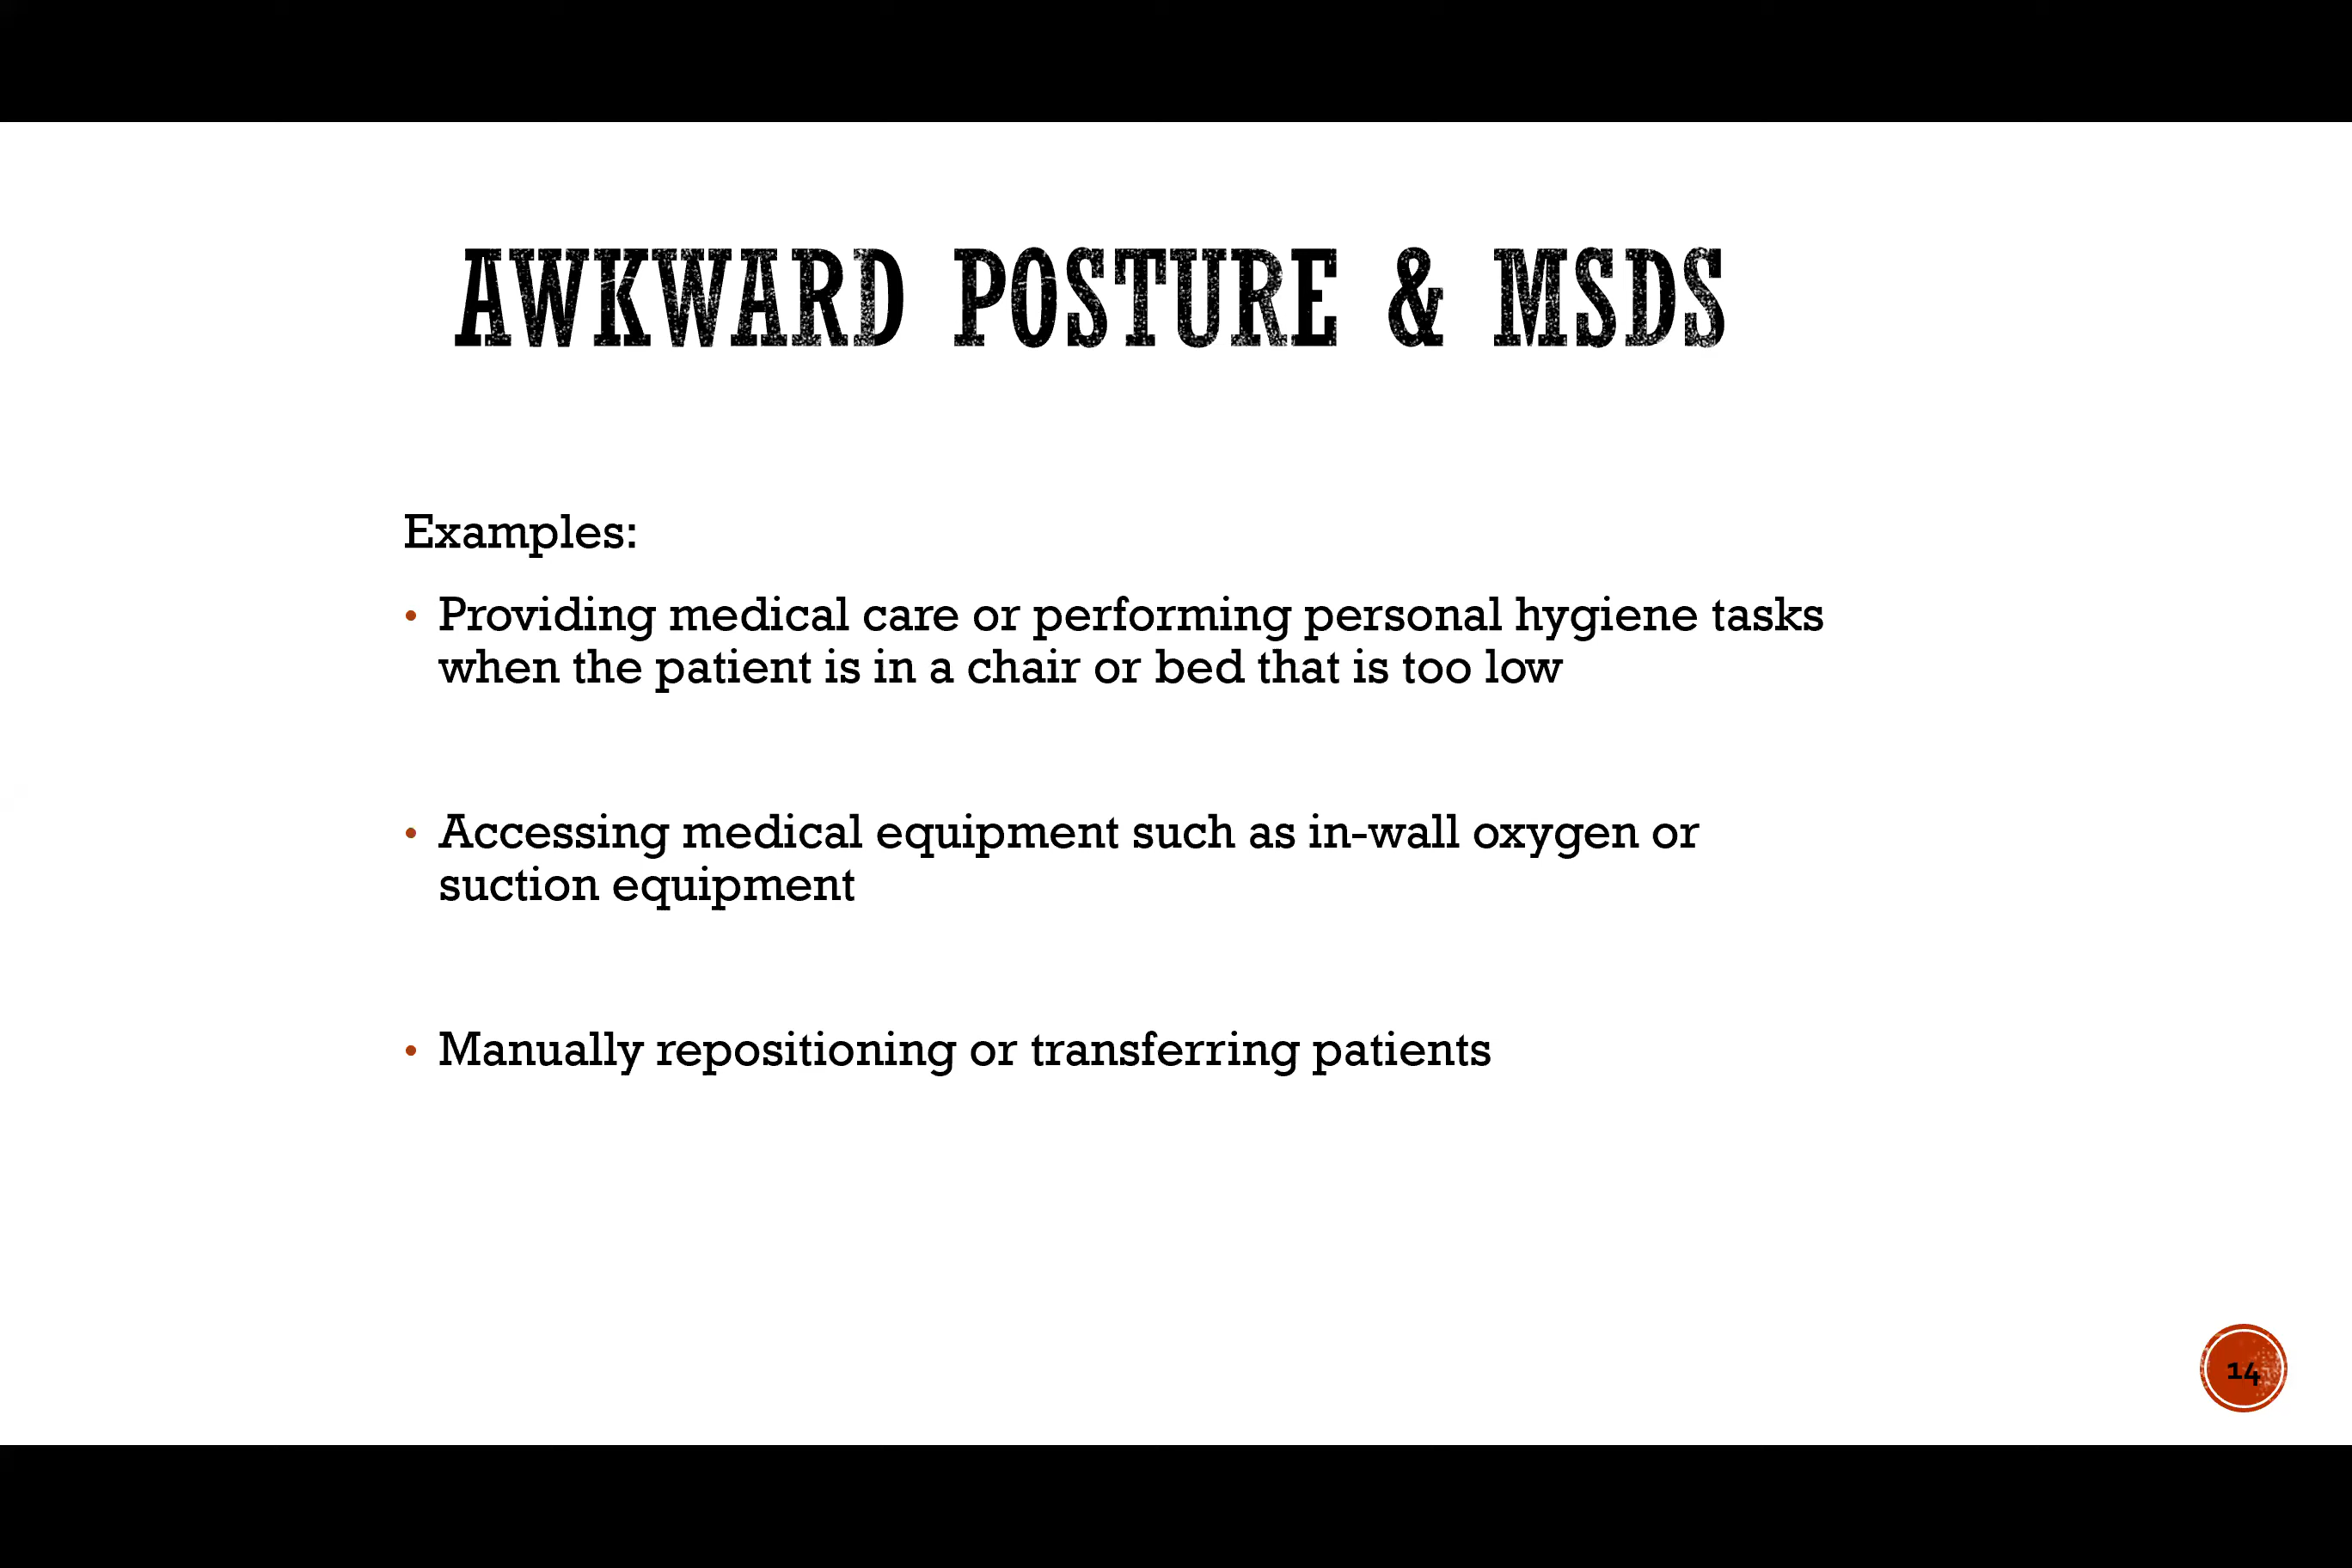 AWKWARD POSTURE & MSDS
Examples:
• Providing medical care or performing personal hygiene tasks
when the patient is in a chair or bed that is too low
• Accessing medical equipment such as in-wall oxygen or
suction equipment
• Manually repositioning or transferring patients
14